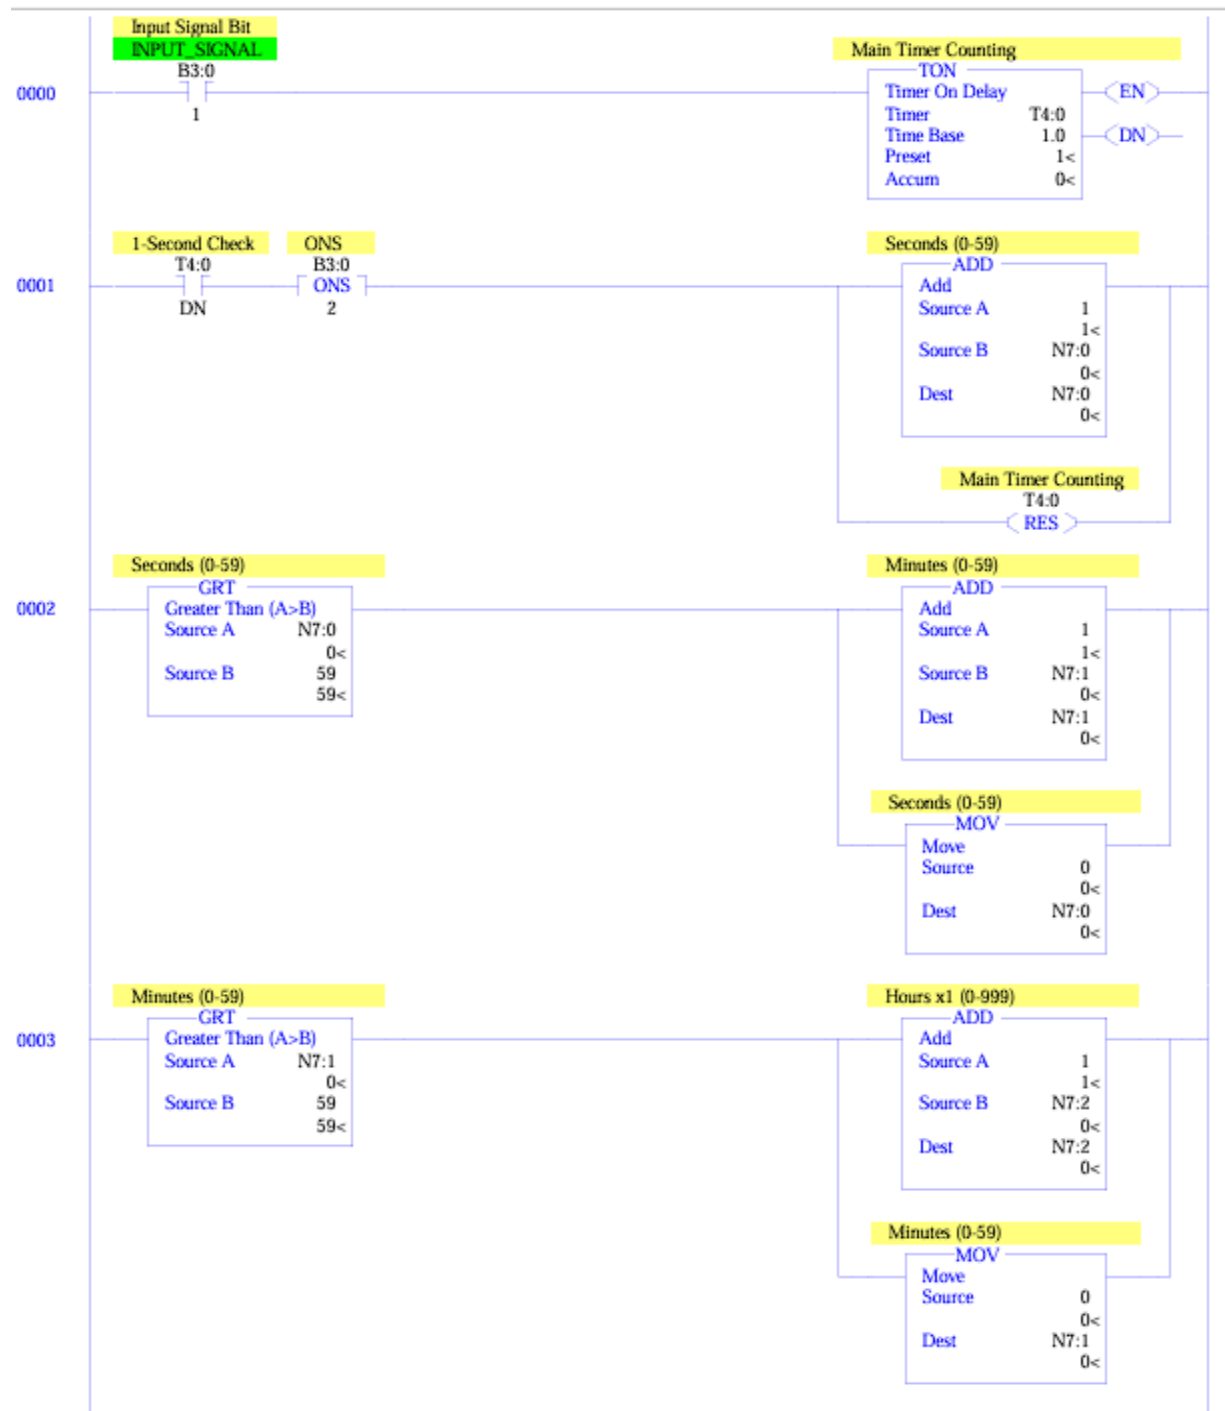 Input Signal Bit
INPUT_SIGNAL
B3:0
1
0000
Main Timer Counting
TON
Timer On Delay
Timer T4:0
Time Base 1.0
Preset 1<
Accum 0<
EN
DN
1-Second Check
T4:0
DN
ONS
B3:0
ONS
2
0001
Seconds (0-59)
ADD
Add
Source A 1
1<
Source B N7:0
0<
Dest N7:0
0<
Main Timer Counting
T4:0
RES
Seconds (0-59)
GRT
Greater Than (A>B)
Source A N7:0
0<
Source B 59
59<
0002
Minutes (0-59)
ADD
Add
Source A 1
1<
Source B N7:1
0<
Dest N7:1
0<
Seconds (0-59)
MOV
Move
Source 0
0<
Dest N7:0
0<
Minutes (0-59)
GRT
Greater Than (A>B)
Source A N7:1
0<
Source B 59
59<
0003
Hours x1 (0-999)
ADD
Add
Source A 1
1<
Source B N7:2
0<
Dest N7:2
0<
Minutes (0-59)
MOV
Move
Source 0
0<
Dest N7:1
0<